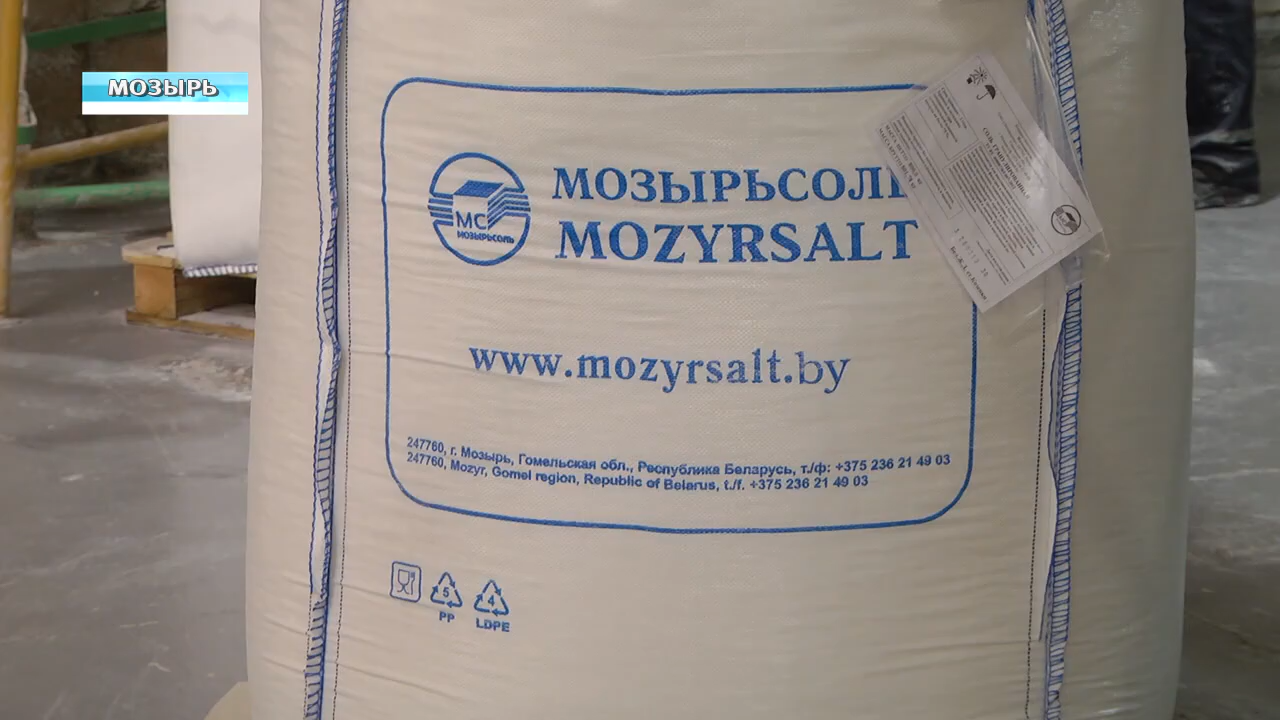 МОЗЫРЬ
МОЗЫРЬСОЛЬ
MOZYRSALT
МС
МОЗЫРЬСОЛЬ
www.mozyrsalt.by
247760, г. Мозырь, Гомельская обл., Республика Беларусь, т./ф: +375 236 21 49 03
247760, Mozyr, Gomel region, Republic of Belarus, t./f. +375 236 21 49 03
5
PP
4
LDPE